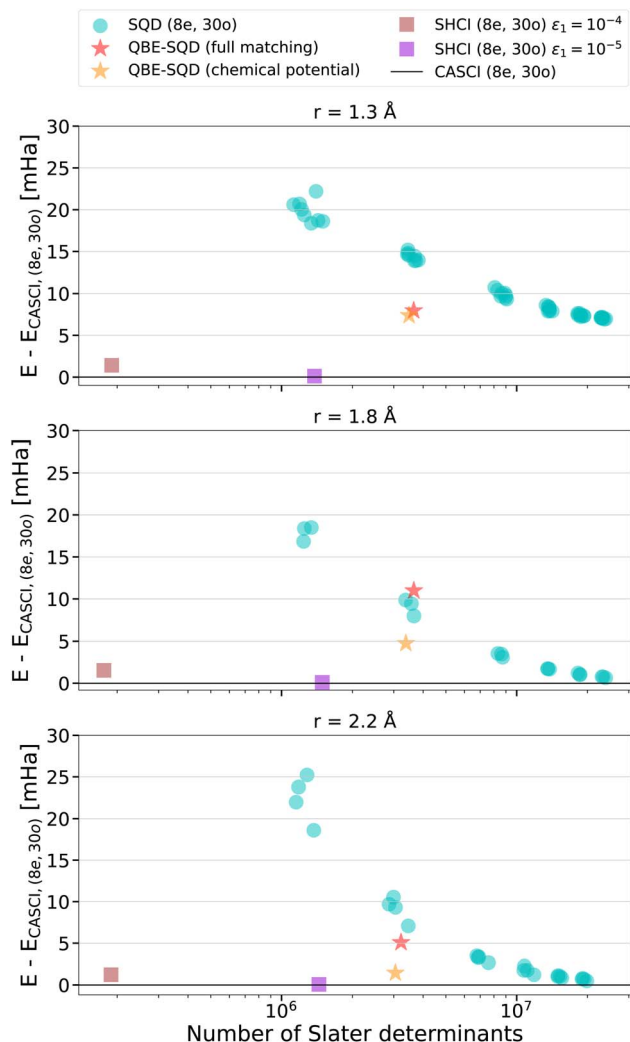 SQD (8e, 30o)
QBE-SQD (full matching)
QBE-SQD (chemical potential)
SHCI (8e, 30o) ε₁ = 10⁻⁴
SHCI (8e, 30o) ε₁ = 10⁻⁵
CASCI (8e, 30o)
r = 1.3 Å
30
25
20
15
10
5
0
E - E_CASCI, (8e, 30o) [mHa]
r = 1.8 Å
30
25
20
15
10
5
0
E - E_CASCI, (8e, 30o) [mHa]
r = 2.2 Å
30
25
20
15
10
5
0
E - E_CASCI, (8e, 30o) [mHa]
10⁶
10⁷
Number of Slater determinants